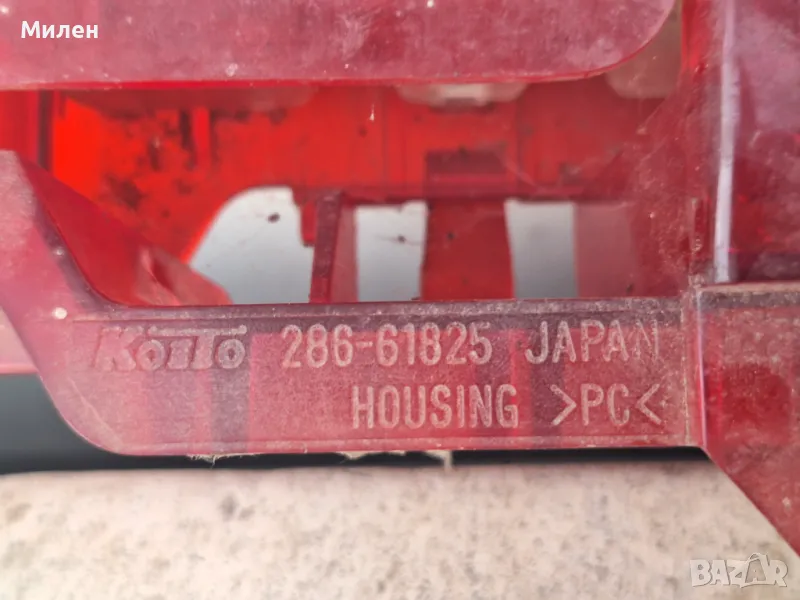 Милен
KOITO 286-61825 JAPAN
HOUSING >PC<
BAZAR